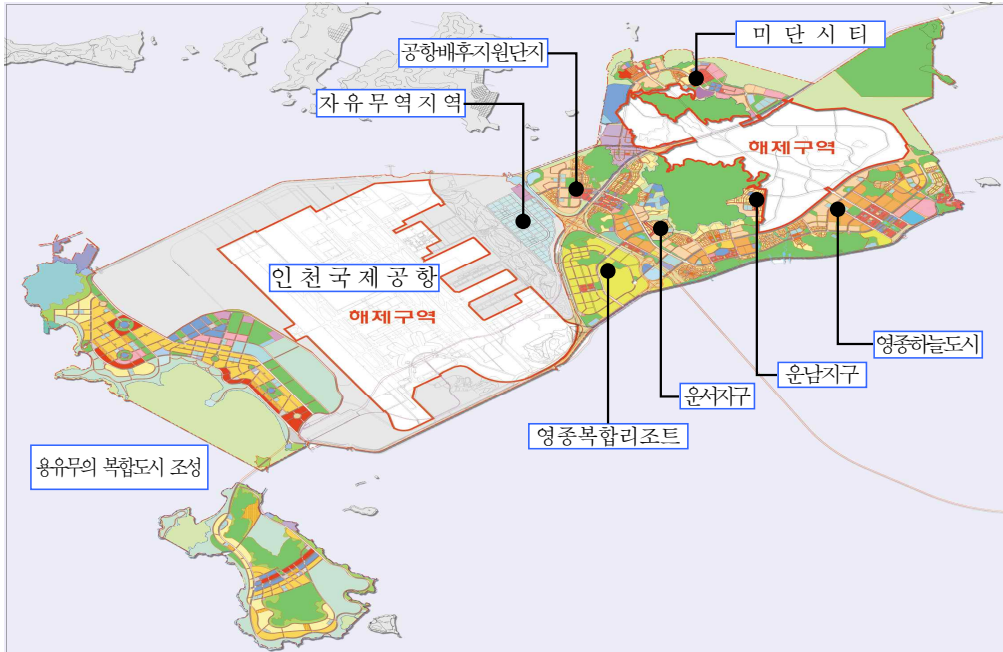 미단시티
공항배후지원단지
자유무역지역
해제구역
인천국제공항
해제구역
영종하늘도시
운남지구
운서지구
영종복합리조트
용유무의 복합도시 조성